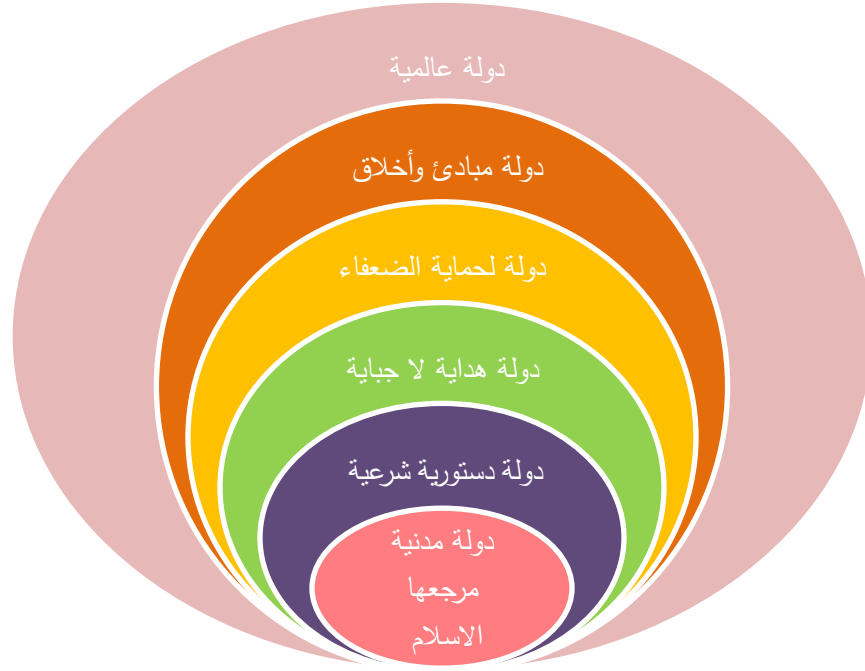 دولة عالمية
دولة مبادئ وأخلاق
دولة لحماية الضعفاء
دولة هداية لا جباية
دولة دستورية شرعية
دولة مدنية
مرجعها
الاسلام